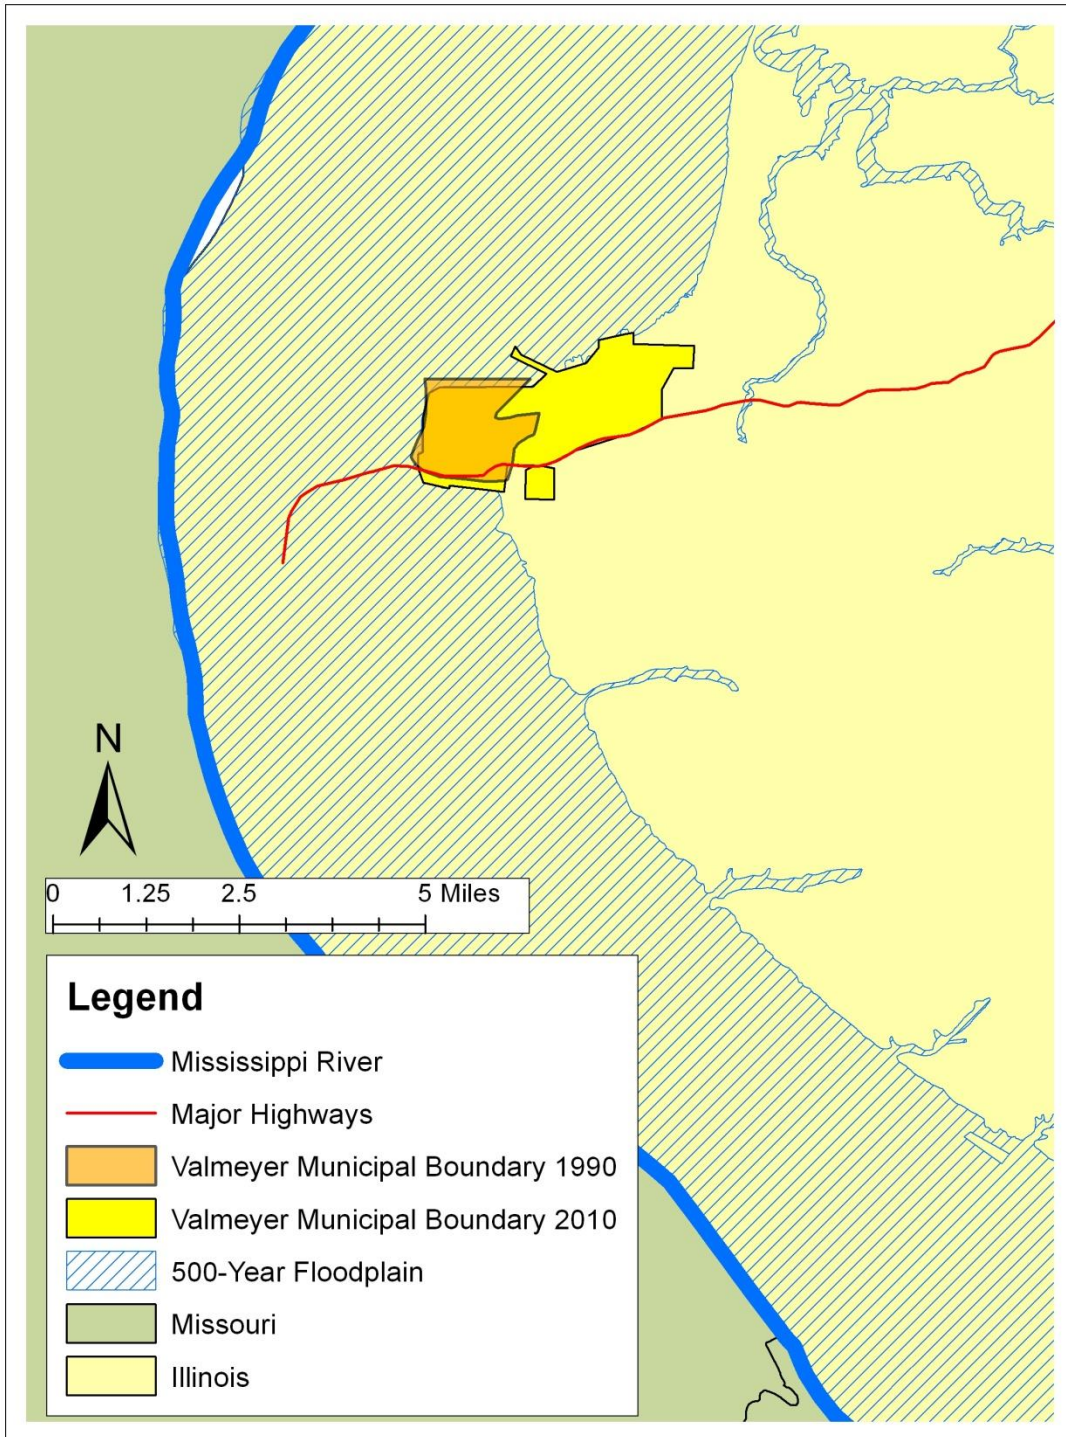 N
0 1.25 2.5 5 Miles
Legend
Mississippi River
Major Highways
Valmeyer Municipal Boundary 1990
Valmeyer Municipal Boundary 2010
500-Year Floodplain
Missouri
Illinois